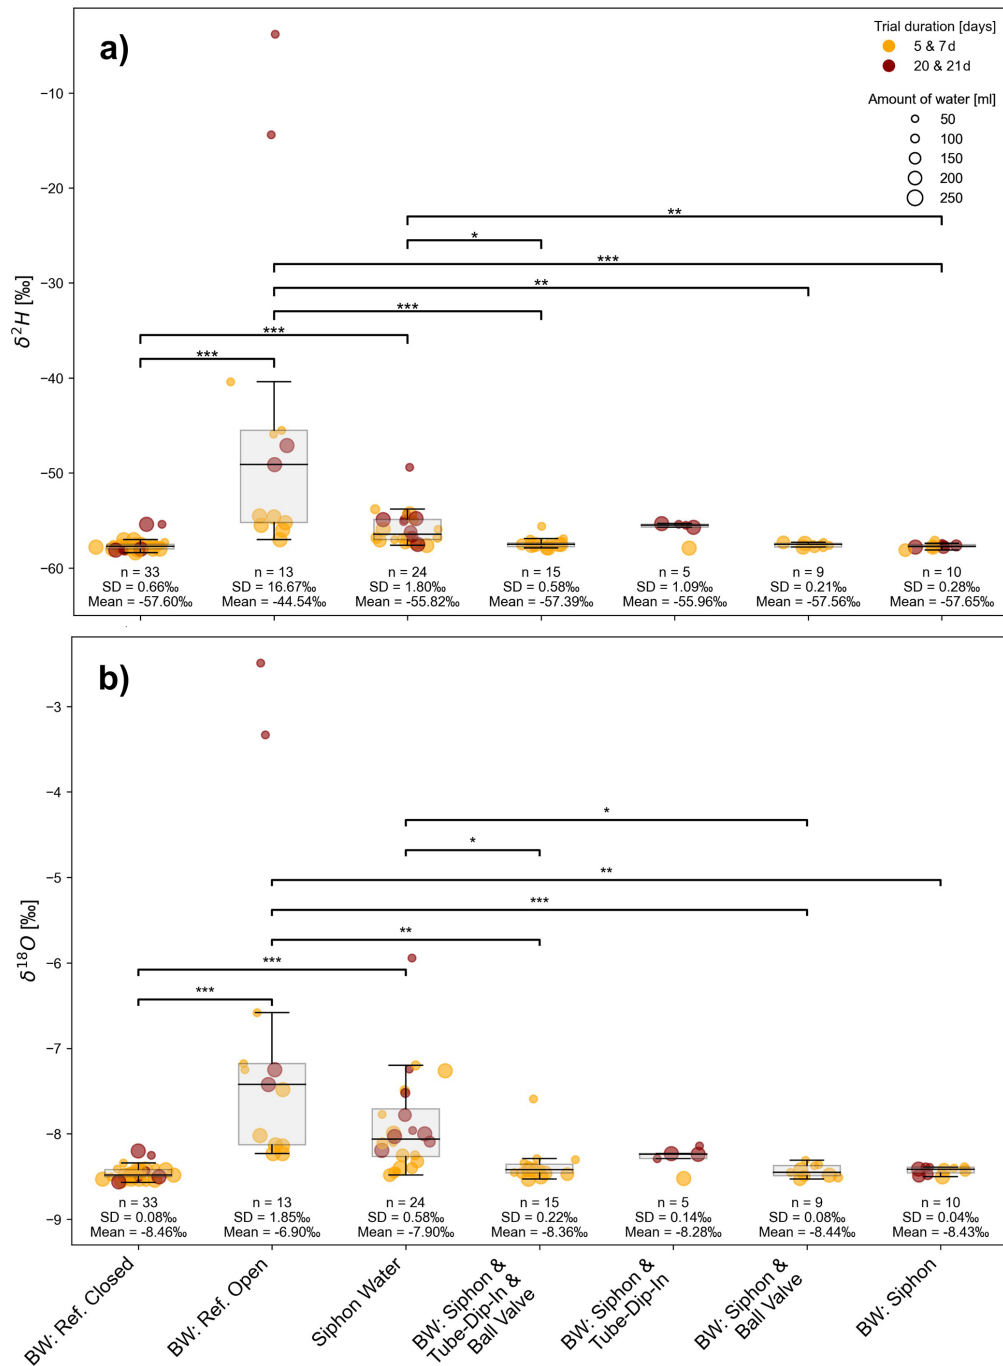 a)
Trial duration [days]
5 & 7d
20 & 21d
Amount of water [ml]
50
100
150
200
250
δ²H [‰]
−10
−20
−30
−40
−50
−60
**
*
***
**
***
***
***
n = 33
SD = 0.66‰
Mean = -57.60‰
n = 13
SD = 16.67‰
Mean = -44.54‰
n = 24
SD = 1.80‰
Mean = -55.82‰
n = 15
SD = 0.58‰
Mean = -57.39‰
n = 5
SD = 1.09‰
Mean = -55.96‰
n = 9
SD = 0.21‰
Mean = -57.56‰
n = 10
SD = 0.28‰
Mean = -57.65‰
b)
δ¹⁸O [‰]
−3
−4
−5
−6
−7
−8
−9
*
*
**
***
**
***
***
n = 33
SD = 0.08‰
Mean = -8.46‰
n = 13
SD = 1.85‰
Mean = -6.90‰
n = 24
SD = 0.58‰
Mean = -7.90‰
n = 15
SD = 0.22‰
Mean = -8.36‰
n = 5
SD = 0.14‰
Mean = -8.28‰
n = 9
SD = 0.08‰
Mean = -8.44‰
n = 10
SD = 0.04‰
Mean = -8.43‰
BW: Ref. Closed
BW: Ref. Open
Siphon Water
BW: Siphon &
Tube-Dip-In &
Ball Valve
BW: Siphon &
Tube-Dip-In
BW: Siphon &
Ball Valve
BW: Siphon